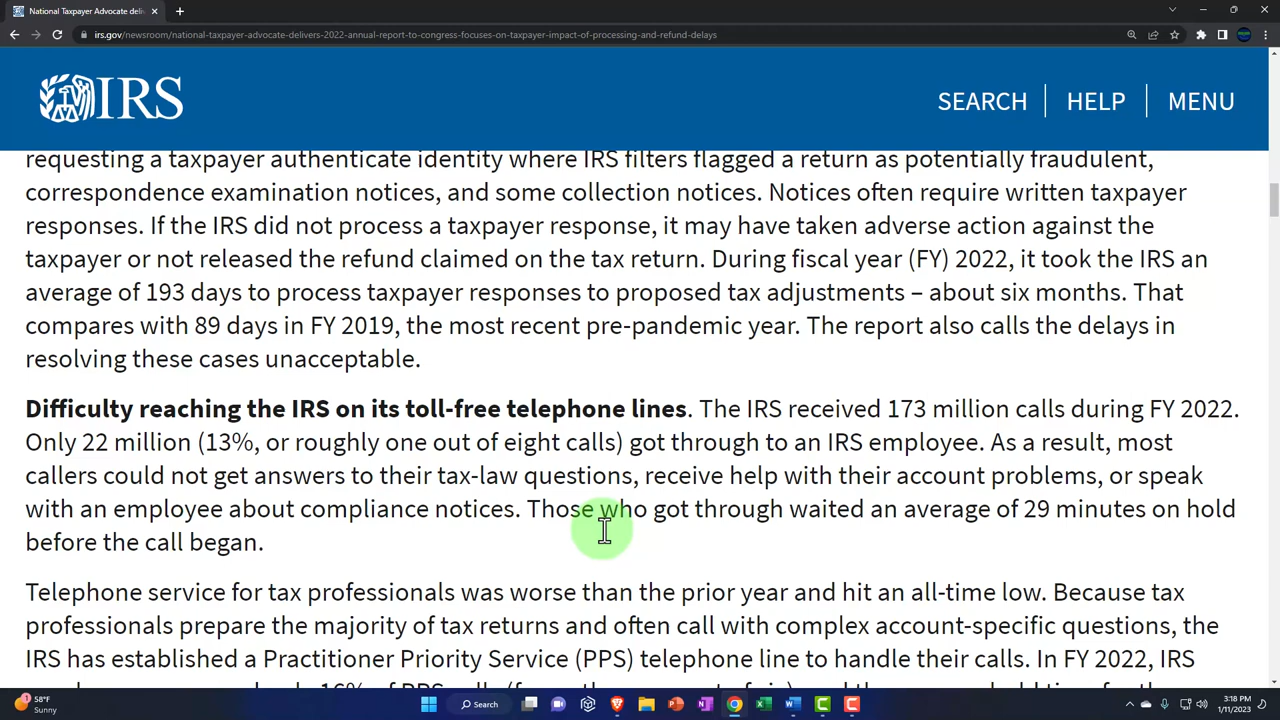 National Taxpayer Advocate deliver
irs.gov/newsroom/national-taxpayer-advocate-delivers-2022-annual-report-to-congress-focuses-on-taxpayer-impact-of-processing-and-refund-delays
IRS
SEARCH
HELP
MENU
requesting a taxpayer authenticate identity where IRS filters flagged a return as potentially fraudulent,
correspondence examination notices, and some collection notices. Notices often require written taxpayer
responses. If the IRS did not process a taxpayer response, it may have taken adverse action against the
taxpayer or not released the refund claimed on the tax return. During fiscal year (FY) 2022, it took the IRS an
average of 193 days to process taxpayer responses to proposed tax adjustments – about six months. That
compares with 89 days in FY 2019, the most recent pre-pandemic year. The report also calls the delays in
resolving these cases unacceptable.
Difficulty reaching the IRS on its toll-free telephone lines. The IRS received 173 million calls during FY 2022.
Only 22 million (13%, or roughly one out of eight calls) got through to an IRS employee. As a result, most
callers could not get answers to their tax-law questions, receive help with their account problems, or speak
with an employee about compliance notices. Those who got through waited an average of 29 minutes on hold
before the call began.
Telephone service for tax professionals was worse than the prior year and hit an all-time low. Because tax
professionals prepare the majority of tax returns and often call with complex account-specific questions, the
IRS has established a Practitioner Priority Service (PPS) telephone line to handle their calls. In FY 2022, IRS
16% of PPS calls
58°F
Sunny
Search
3:18 PM
1/11/2023